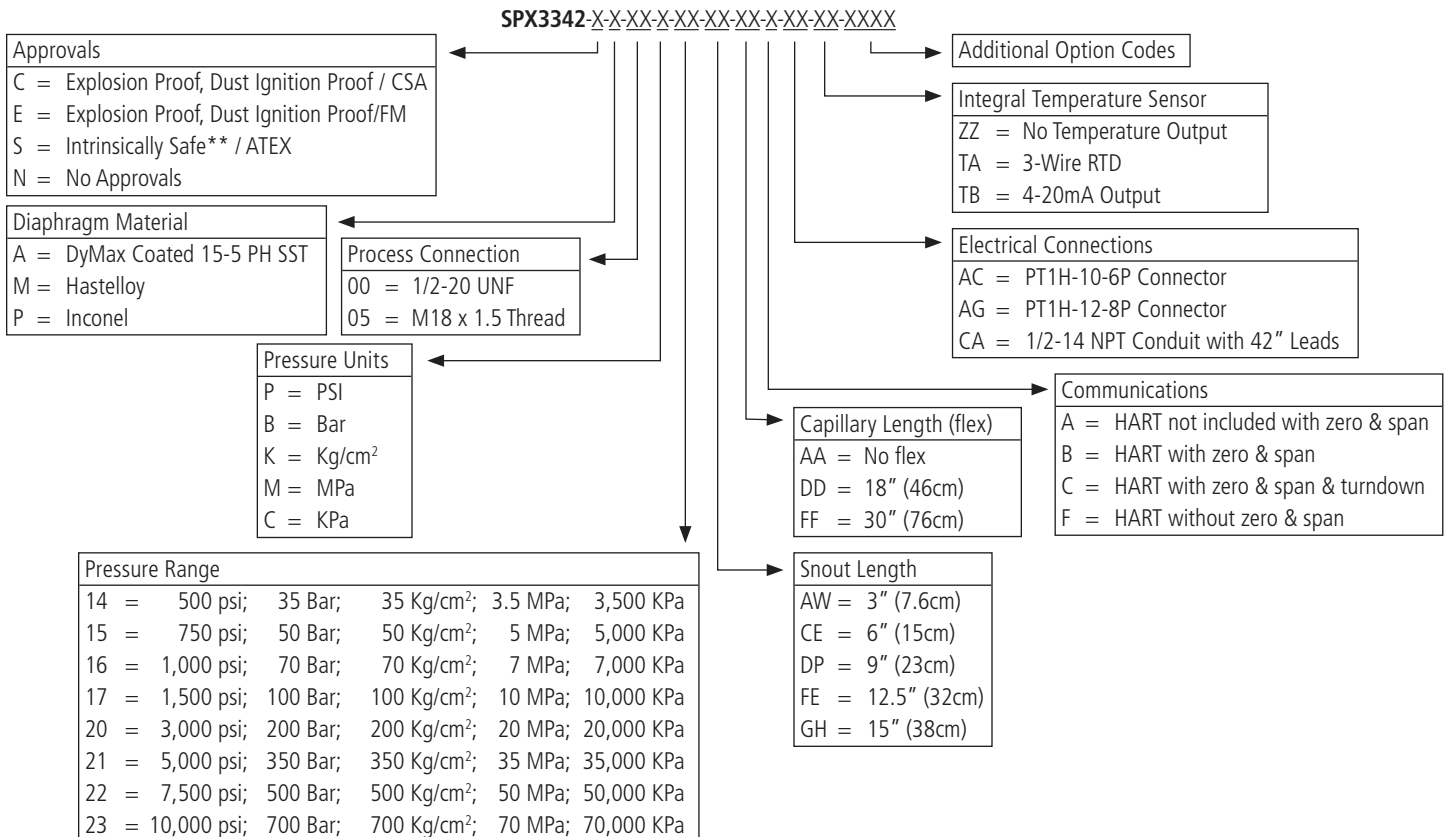 SPX3342-X-X-XX-X-XX-XX-XX-X-XX-XX-XXXX
Approvals
C = Explosion Proof, Dust Ignition Proof / CSA
E = Explosion Proof, Dust Ignition Proof/FM
S = Intrinsically Safe** / ATEX
N = No Approvals
Diaphragm Material
A = DyMax Coated 15-5 PH SST
M = Hastelloy
P = Inconel
Process Connection
00 = 1/2-20 UNF
05 = M18 x 1.5 Thread
Pressure Units
P = PSI
B = Bar
K = Kg/cm²
M = MPa
C = KPa
Pressure Range
14 = 500 psi; 35 Bar; 35 Kg/cm²; 3.5 MPa; 3,500 KPa
15 = 750 psi; 50 Bar; 50 Kg/cm²; 5 MPa; 5,000 KPa
16 = 1,000 psi; 70 Bar; 70 Kg/cm²; 7 MPa; 7,000 KPa
17 = 1,500 psi; 100 Bar; 100 Kg/cm²; 10 MPa; 10,000 KPa
20 = 3,000 psi; 200 Bar; 200 Kg/cm²; 20 MPa; 20,000 KPa
21 = 5,000 psi; 350 Bar; 350 Kg/cm²; 35 MPa; 35,000 KPa
22 = 7,500 psi; 500 Bar; 500 Kg/cm²; 50 MPa; 50,000 KPa
23 = 10,000 psi; 700 Bar; 700 Kg/cm²; 70 MPa; 70,000 KPa
Additional Option Codes
Integral Temperature Sensor
ZZ = No Temperature Output
TA = 3-Wire RTD
TB = 4-20mA Output
Electrical Connections
AC = PT1H-10-6P Connector
AG = PT1H-12-8P Connector
CA = 1/2-14 NPT Conduit with 42″ Leads
Communications
A = HART not included with zero & span
B = HART with zero & span
C = HART with zero & span & turndown
F = HART without zero & span
Capillary Length (flex)
AA = No flex
DD = 18″ (46cm)
FF = 30″ (76cm)
Snout Length
AW = 3″ (7.6cm)
CE = 6″ (15cm)
DP = 9″ (23cm)
FE = 12.5″ (32cm)
GH = 15″ (38cm)